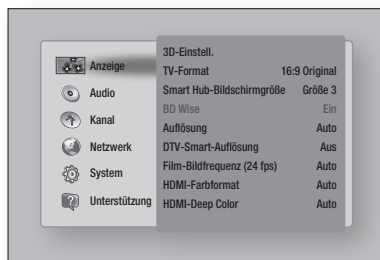 Anzeige
Audio
Kanal
Netzwerk
System
Unterstützung
3D-Einstell.
TV-Format 16:9 Original
Smart Hub-Bildschirmgröße Größe 3
BD Wise Ein
Auflösung Auto
DTV-Smart-Auflösung Aus
Film-Bildfrequenz (24 fps) Auto
HDMI-Farbformat Auto
HDMI-Deep Color Auto